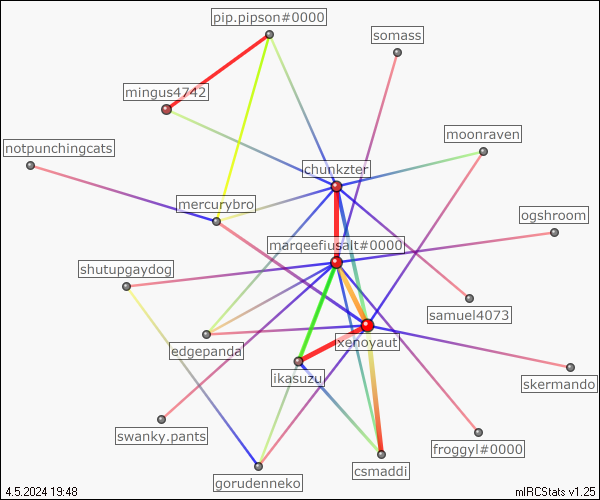 pip.pipson#0000
somass
mingus4742
moonraven
notpunchingcats
chunkzter
mercurybro
ogshroom
marqeefiusalt#0000
shutupgaydog
samuel4073
xenoyaut
edgepanda
ikasuzu
skermando
swanky.pants
froggyl#0000
csmaddi
gorudenneko
4.5.2024 19:48
mIRCStats v1.25